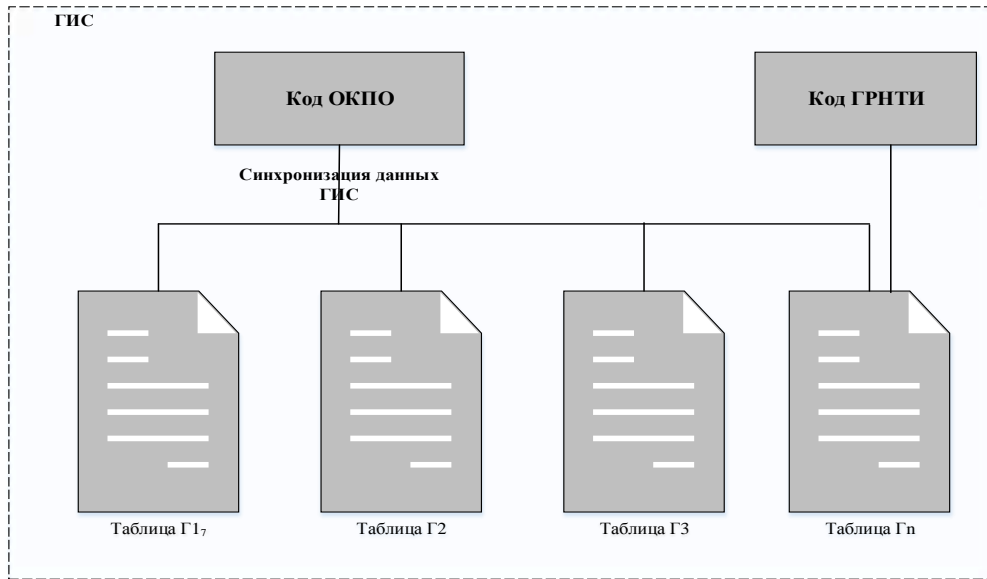 ГИС
Код ОКПО
Код ГРНТИ
Синхронизация данных
ГИС
Таблица Г1₇
Таблица Г2
Таблица Г3
Таблица Гn